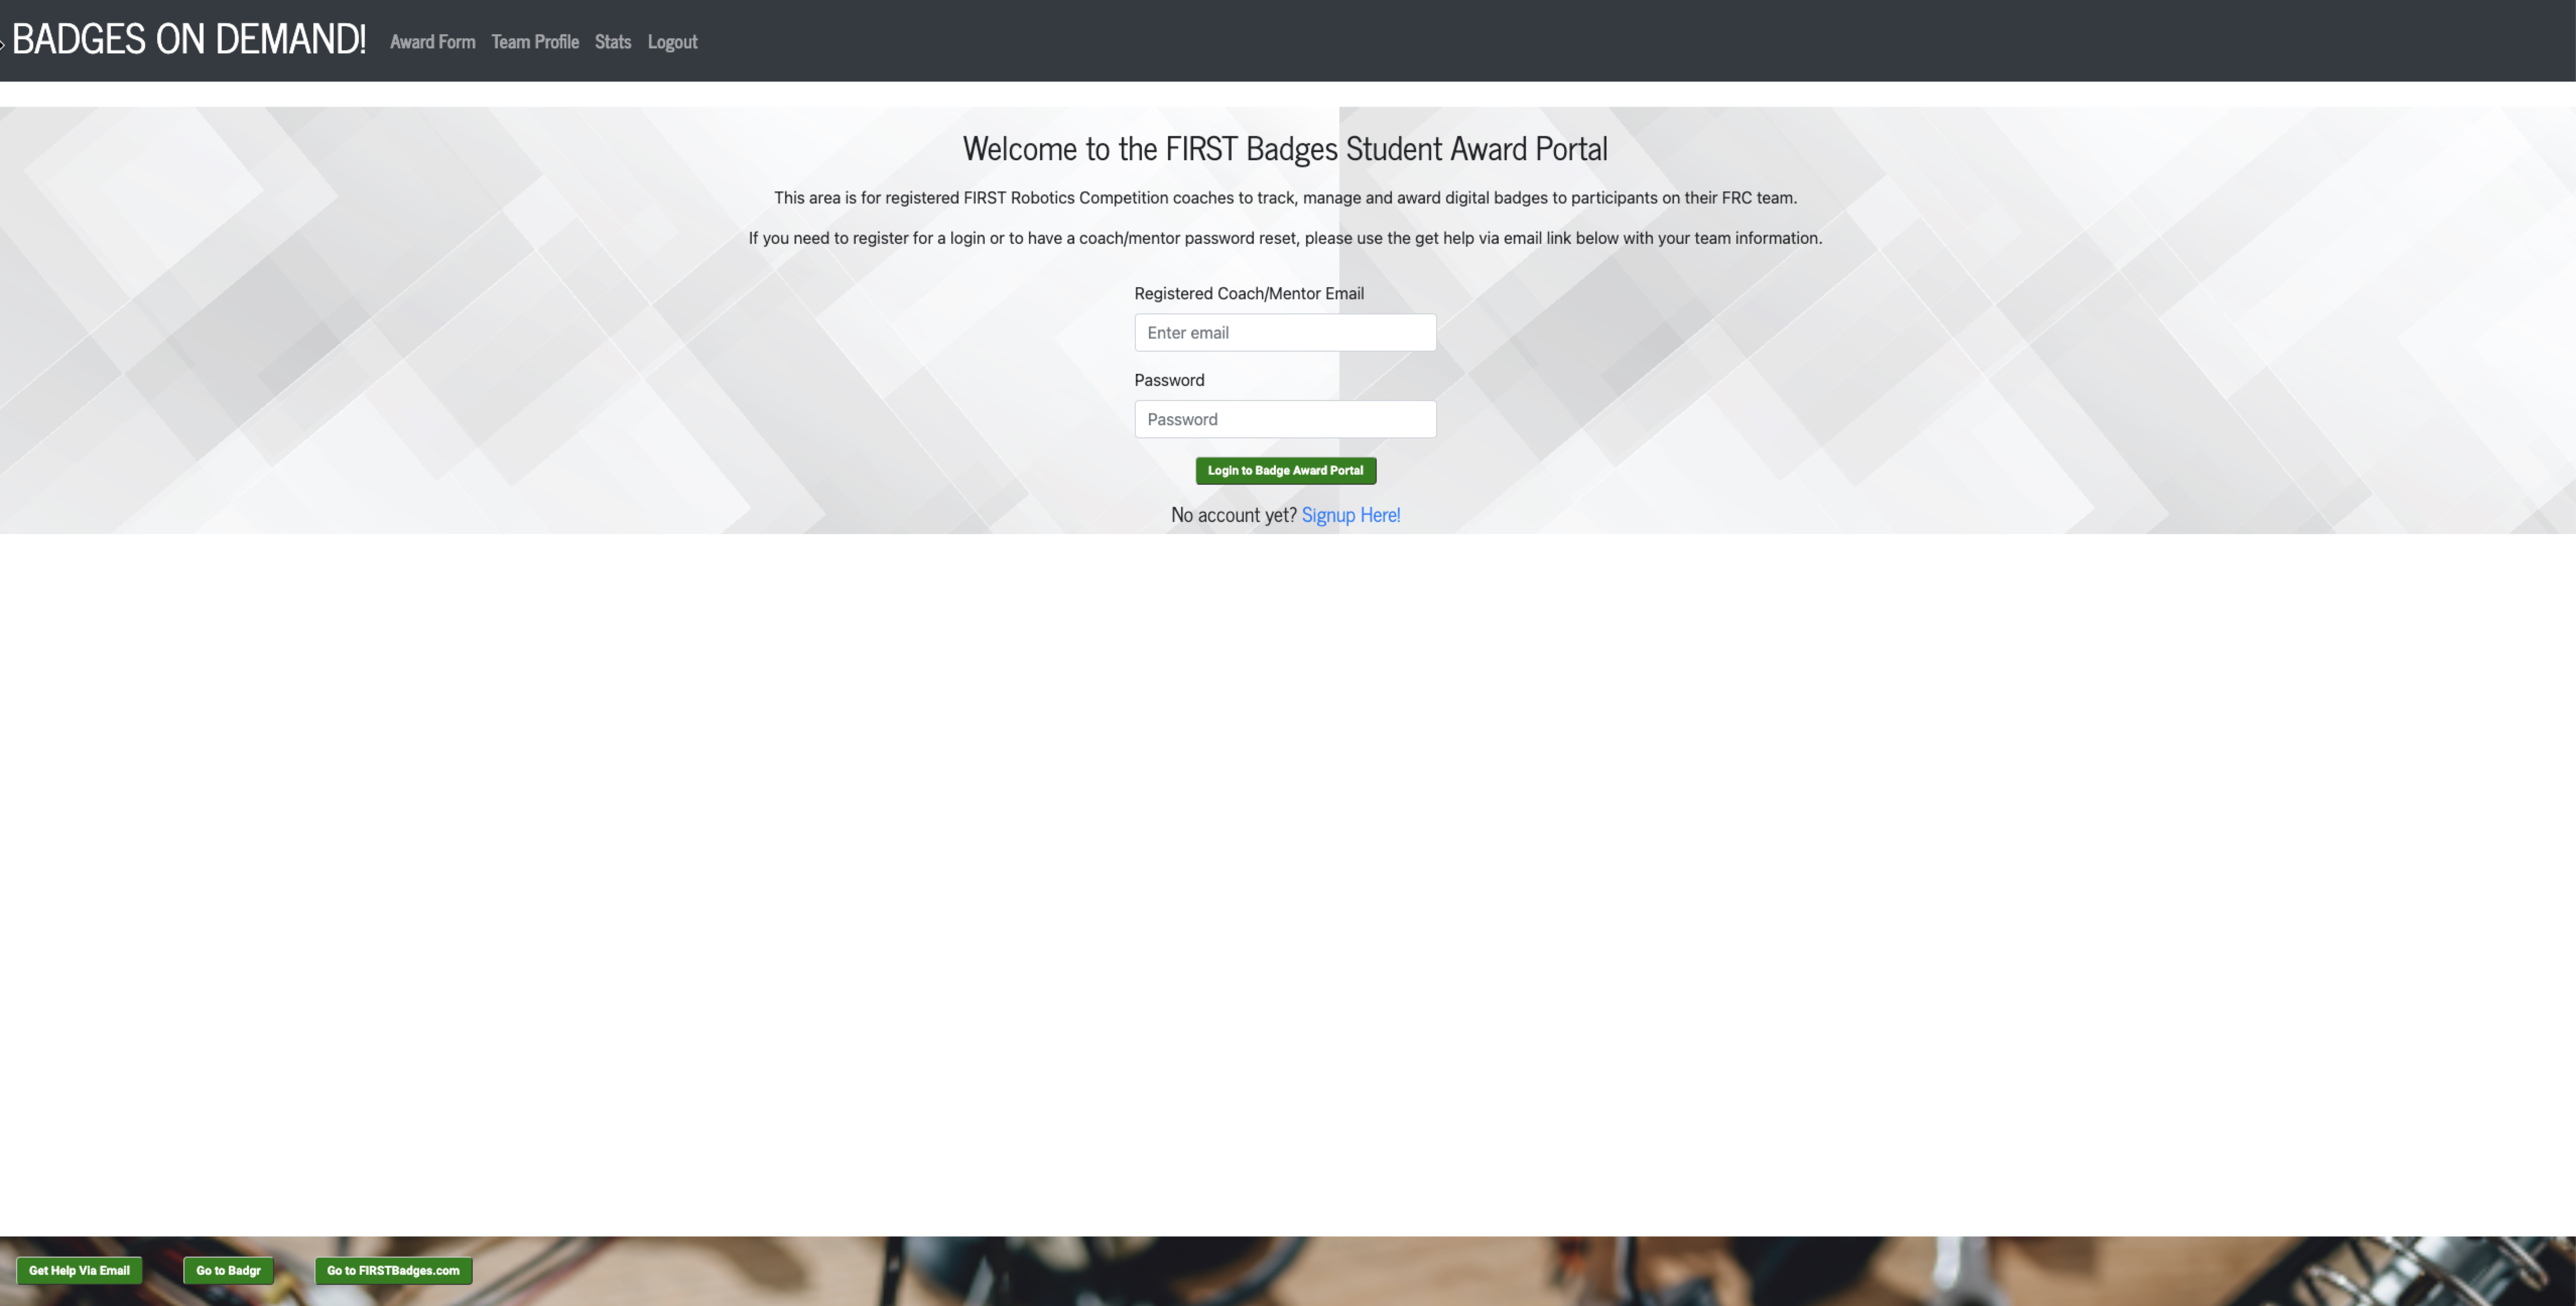 BADGES ON DEMAND! Award Form Team Profile Stats Logout
Welcome to the FIRST Badges Student Award Portal
This area is for registered FIRST Robotics Competition coaches to track, manage and award digital badges to participants on their FRC team.
If you need to register for a login or to have a coach/mentor password reset, please use the get help via email link below with your team information.
Registered Coach/Mentor Email
Enter email
Password
Password
Login to Badge Award Portal
No account yet? Signup Here!
Get Help Via Email Go to Badgr Go to FIRSTBadges.com